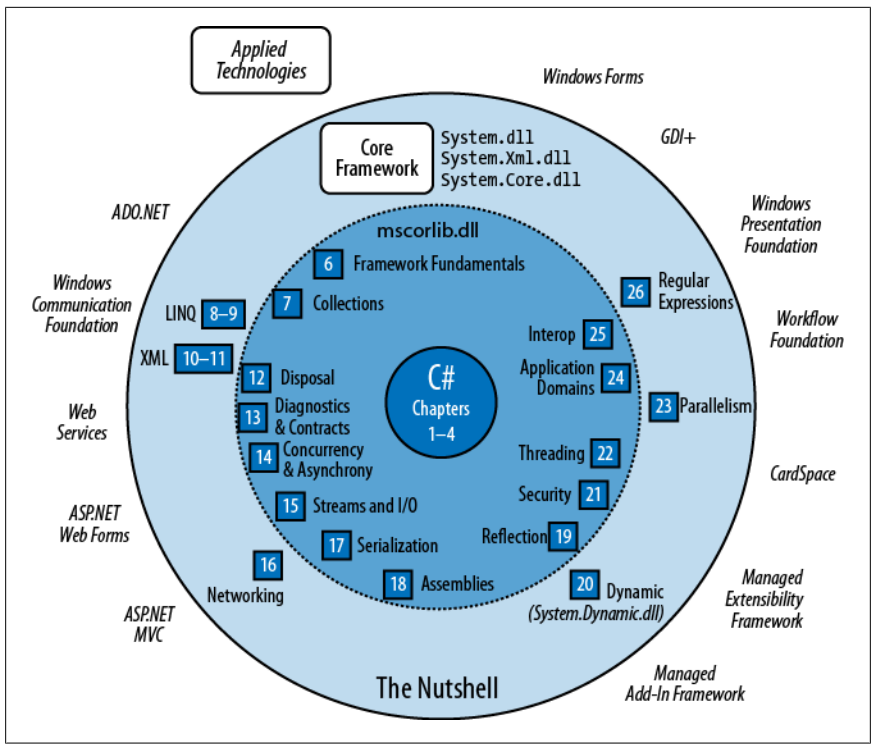 Applied
Technologies
Windows Forms
GDI+
Core
Framework
System.dll
System.Xml.dll
System.Core.dll
ADO.NET
Windows
Presentation
Foundation
mscorlib.dll
6 Framework Fundamentals
Windows
Communication
Foundation
7 Collections
LINQ 8–9
26 Regular
Expressions
Workflow
Foundation
Interop 25
XML 10–11
12 Disposal
C#
Chapters
1–4
Application
Domains 24
Web
Services
13 Diagnostics
& Contracts
23 Parallelism
14 Concurrency
& Asynchrony
Threading 22
CardSpace
ASP.NET
Web Forms
15 Streams and I/O
Security 21
17 Serialization
Reflection 19
16
Networking
18 Assemblies
20 Dynamic
(System.Dynamic.dll)
Managed
Extensibility
Framework
ASP.NET
MVC
The Nutshell
Managed
Add-In Framework